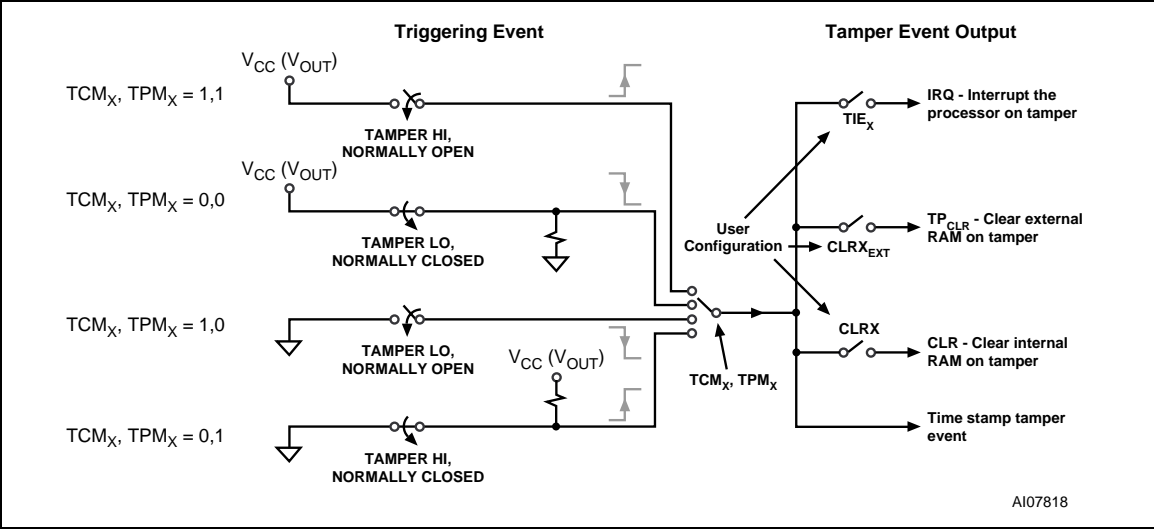 Triggering Event
Tamper Event Output
VCC (VOUT)
TCMX, TPMX = 1,1
TAMPER HI,
NORMALLY OPEN
IRQ - Interrupt the
processor on tamper
TIEX
VCC (VOUT)
TCMX, TPMX = 0,0
TAMPER LO,
NORMALLY CLOSED
User
Configuration
TPCLR - Clear external
RAM on tamper
CLRXEXT
TCMX, TPMX = 1,0
TAMPER LO,
NORMALLY OPEN
VCC (VOUT)
TCMX, TPMX
CLRX
CLR - Clear internal
RAM on tamper
TCMX, TPMX = 0,1
TAMPER HI,
NORMALLY CLOSED
Time stamp tamper
event
AI07818